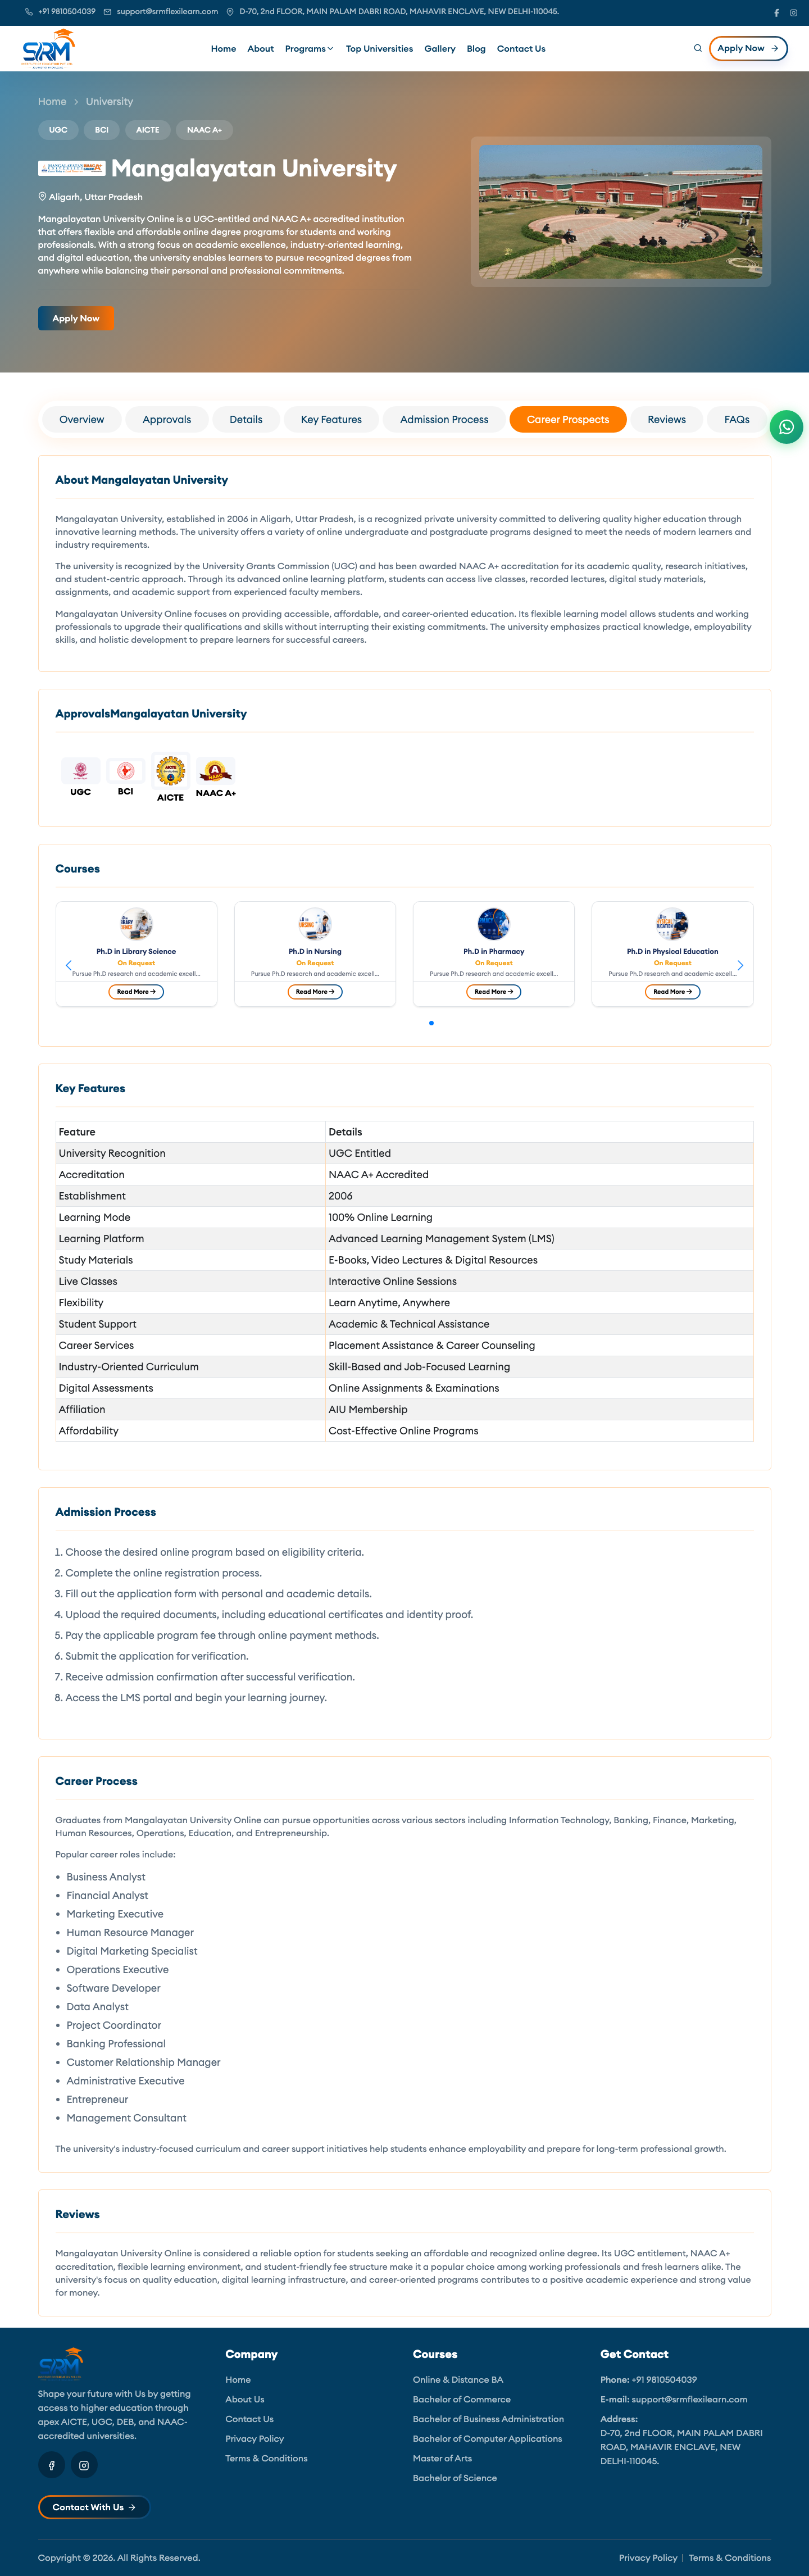 +91 9810504039 support@srmflexilearn.com D-70, 2nd FLOOR, MAIN PALAM DABRI ROAD, MAHAVIR ENCLAVE, NEW DELHI-110045.
SRM
Home About Programs Top Universities Gallery Blog Contact Us
Apply Now
Home University
UGC BCI AICTE NAAC A+
Mangalayatan University
Aligarh, Uttar Pradesh
Mangalayatan University Online is a UGC-entitled and NAAC A+ accredited institution
that offers flexible and affordable online degree programs for students and working
professionals. With a strong focus on academic excellence, industry-oriented learning,
and digital education, the university enables learners to pursue recognized degrees from
anywhere while balancing their personal and professional commitments.
Apply Now
Overview Approvals Details Key Features Admission Process Career Prospects Reviews FAQs
About Mangalayatan University
Mangalayatan University, established in 2006 in Aligarh, Uttar Pradesh, is a recognized private university committed to delivering quality higher education through
innovative learning methods. The university offers a variety of online undergraduate and postgraduate programs designed to meet the needs of modern learners and
industry requirements.
The university is recognized by the University Grants Commission (UGC) and has been awarded NAAC A+ accreditation for its academic quality, research initiatives,
and student-centric approach. Through its advanced online learning platform, students can access live classes, recorded lectures, digital study materials,
assignments, and academic support from experienced faculty members.
Mangalayatan University Online focuses on providing accessible, affordable, and career-oriented education. Its flexible learning model allows students and working
professionals to upgrade their qualifications and skills without interrupting their existing commitments. The university emphasizes practical knowledge, employability
skills, and holistic development to prepare learners for successful careers.
ApprovalsMangalayatan University
UGC BCI AICTE NAAC A+
Courses
Ph.D in Library Science Ph.D in Nursing Ph.D in Pharmacy Ph.D in Physical Education
On Request On Request On Request On Request
Pursue Ph.D research and academic excell... Pursue Ph.D research and academic excell... Pursue Ph.D research and academic excell... Pursue Ph.D research and academic excell...
Read More Read More Read More Read More
Key Features
Feature Details
University Recognition UGC Entitled
Accreditation NAAC A+ Accredited
Establishment 2006
Learning Mode 100% Online Learning
Learning Platform Advanced Learning Management System (LMS)
Study Materials E-Books, Video Lectures & Digital Resources
Live Classes Interactive Online Sessions
Flexibility Learn Anytime, Anywhere
Student Support Academic & Technical Assistance
Career Services Placement Assistance & Career Counseling
Industry-Oriented Curriculum Skill-Based and Job-Focused Learning
Digital Assessments Online Assignments & Examinations
Affiliation AIU Membership
Affordability Cost-Effective Online Programs
Admission Process
1. Choose the desired online program based on eligibility criteria.
2. Complete the online registration process.
3. Fill out the application form with personal and academic details.
4. Upload the required documents, including educational certificates and identity proof.
5. Pay the applicable program fee through online payment methods.
6. Submit the application for verification.
7. Receive admission confirmation after successful verification.
8. Access the LMS portal and begin your learning journey.
Career Process
Graduates from Mangalayatan University Online can pursue opportunities across various sectors including Information Technology, Banking, Finance, Marketing,
Human Resources, Operations, Education, and Entrepreneurship.
Popular career roles include:
• Business Analyst
• Financial Analyst
• Marketing Executive
• Human Resource Manager
• Digital Marketing Specialist
• Operations Executive
• Software Developer
• Data Analyst
• Project Coordinator
• Banking Professional
• Customer Relationship Manager
• Administrative Executive
• Entrepreneur
• Management Consultant
The university's industry-focused curriculum and career support initiatives help students enhance employability and prepare for long-term professional growth.
Reviews
Mangalayatan University Online is considered a reliable option for students seeking an affordable and recognized online degree. Its UGC entitlement, NAAC A+
accreditation, flexible learning environment, and student-friendly fee structure make it a popular choice among working professionals and fresh learners alike. The
university's focus on quality education, digital learning infrastructure, and career-oriented programs contributes to a positive academic experience and strong value
for money.
SRM
Shape your future with Us by getting
access to higher education through
apex AICTE, UGC, DEB, and NAAC-
accredited universities.
Contact With Us
Company
Home
About Us
Contact Us
Privacy Policy
Terms & Conditions
Courses
Online & Distance BA
Bachelor of Commerce
Bachelor of Business Administration
Bachelor of Computer Applications
Master of Arts
Bachelor of Science
Get Contact
Phone: +91 9810504039
E-mail: support@srmflexilearn.com
Address:
D-70, 2nd FLOOR, MAIN PALAM DABRI
ROAD, MAHAVIR ENCLAVE, NEW
DELHI-110045.
Copyright © 2026. All Rights Reserved.
Privacy Policy | Terms & Conditions